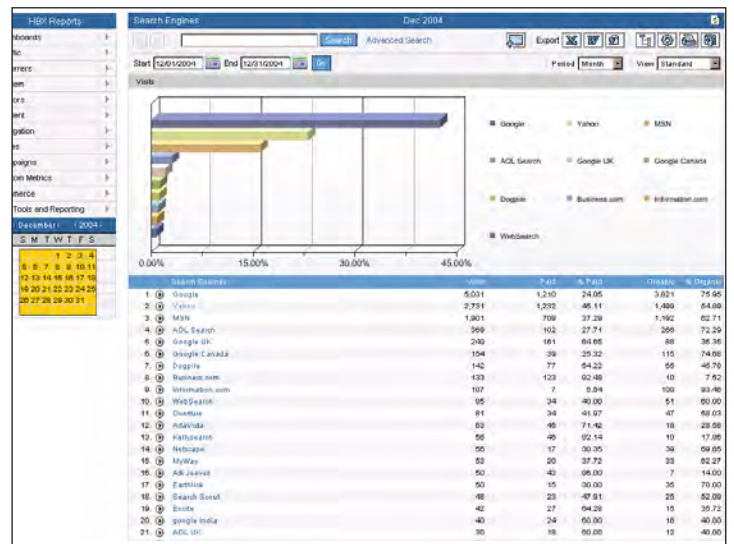 HBX Reports
Search Engines Dec 2004
Search Advanced Search Export
Start 12/01/2004 End 12/31/2004 Go Period Month View Standard
Visits
Google Yahoo! MSN
AOL Search Google UK Google Canada
Dogpile Business.com Information.com
WebSearch
0.00% 15.00% 30.00% 45.00%
December 2004
S M T W T F S
1 2 3 4
5 6 7 8 9 10 11
12 13 14 15 16 17 18
19 20 21 22 23 24 25
26 27 28 29 30 31
Tools and Reporting
Search Engines Visits Paid % Paid Organic % Organic
1. Google 5,031 1,210 24.05 3,821 75.95
2. Yahoo! 2,731 1,232 45.11 1,499 54.89
3. MSN 1,901 709 37.29 1,192 62.71
4. AOL Search 102 27.71 266 72.29
5. Google UK 249 161 64.65 88 35.35
6. Google Canada 154 39 25.32 115 74.68
7. Dogpile 142 77 54.22 65 45.78
8. Business.com 133 123 92.48 10 7.52
9. Information.com 107 7 6.54 100 93.46
10. WebSearch 34 51 60.00
11. Overture 81 34 41.97 47
12. AltaVista 63 45 71.42 18 28.58
13. 56 46 82.14 10 17.86
14. Netscape 56 17 30.35 39 69.65
15. MyWay 53 20 37.72 33 62.27
16. Ask Jeeves 50 43 86.00 7 14.00
17. Earthlink 50 15 30.00 35 70.00
18. Search Scout 48 23 47.91 25 52.09
19. Excite 42 27 64.28 15 35.72
20. google India 40 24 60.00 16 40.00
21. AOL UK 30 18 60.00 12 40.00